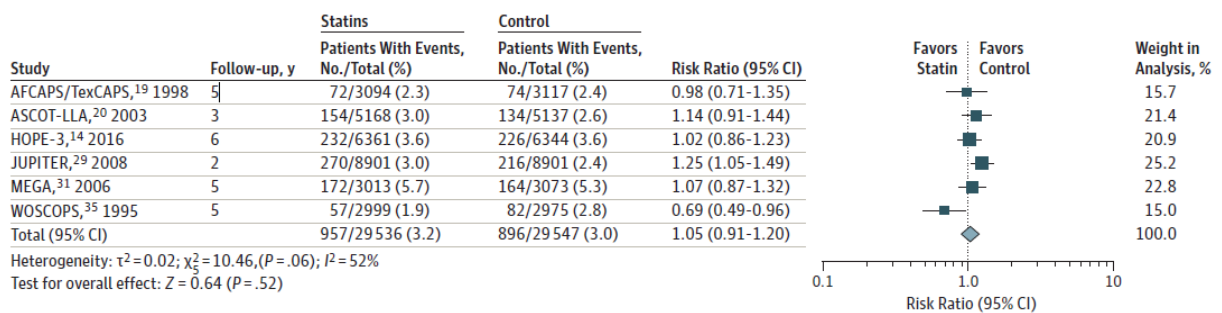 Statins Control
Patients With Events, Patients With Events, Favors Favors Weight in
Study Follow-up, y No./Total (%) No./Total (%) Risk Ratio (95% CI) Statin Control Analysis, %
AFCAPS/TexCAPS,19 1998 5 72/3094 (2.3) 74/3117 (2.4) 0.98 (0.71-1.35) 15.7
ASCOT-LLA,20 2003 3 154/5168 (3.0) 134/5137 (2.6) 1.14 (0.91-1.44) 21.4
HOPE-3,14 2016 6 232/6361 (3.6) 226/6344 (3.6) 1.02 (0.86-1.23) 20.9
JUPITER,29 2008 2 270/8901 (3.0) 216/8901 (2.4) 1.25 (1.05-1.49) 25.2
MEGA,31 2006 5 172/3013 (5.7) 164/3073 (5.3) 1.07 (0.87-1.32) 22.8
WOSCOPS,35 1995 5 57/2999 (1.9) 82/2975 (2.8) 0.69 (0.49-0.96) 15.0
Total (95% CI) 957/29536 (3.2) 896/29547 (3.0) 1.05 (0.91-1.20) 100.0
Heterogeneity: τ2=0.02; χ25=10.46,(P=.06); I2=52%
Test for overall effect: Z=0.64 (P=.52)
0.1 1.0 10
Risk Ratio (95% CI)